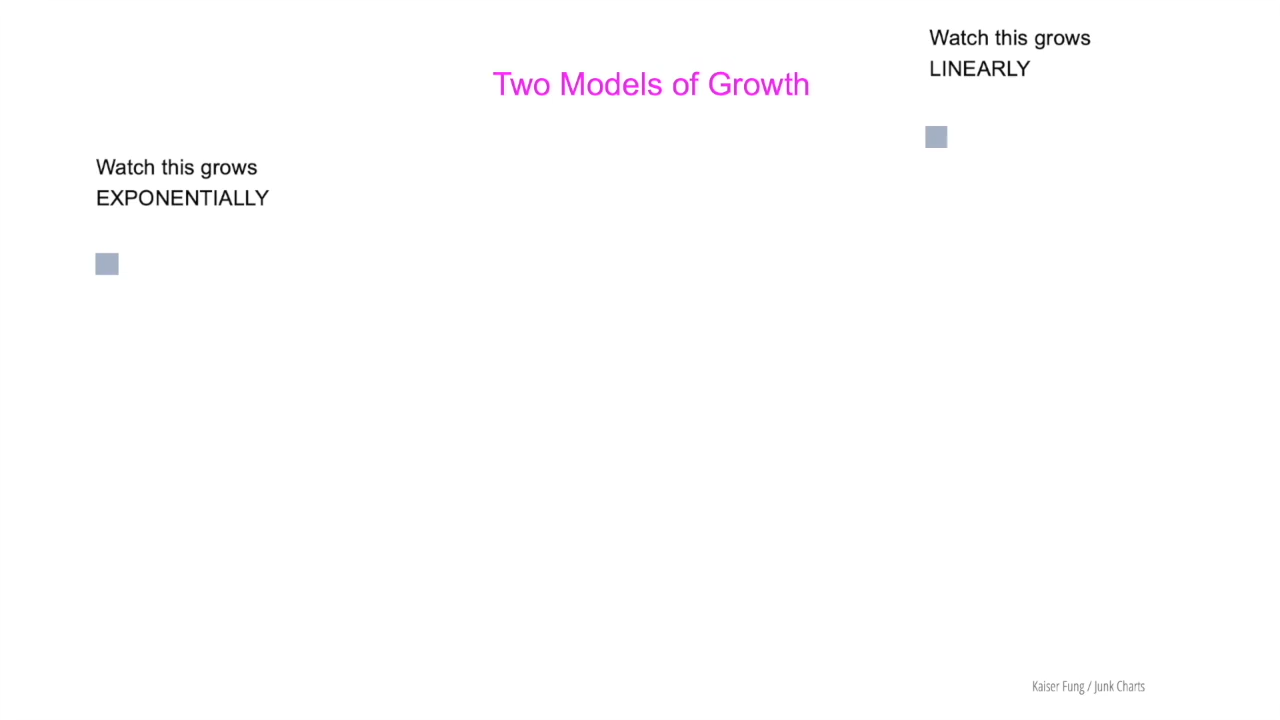 Watch this grows
LINEARLY
Two Models of Growth
Watch this grows
EXPONENTIALLY
Kaiser Fung / Junk Charts